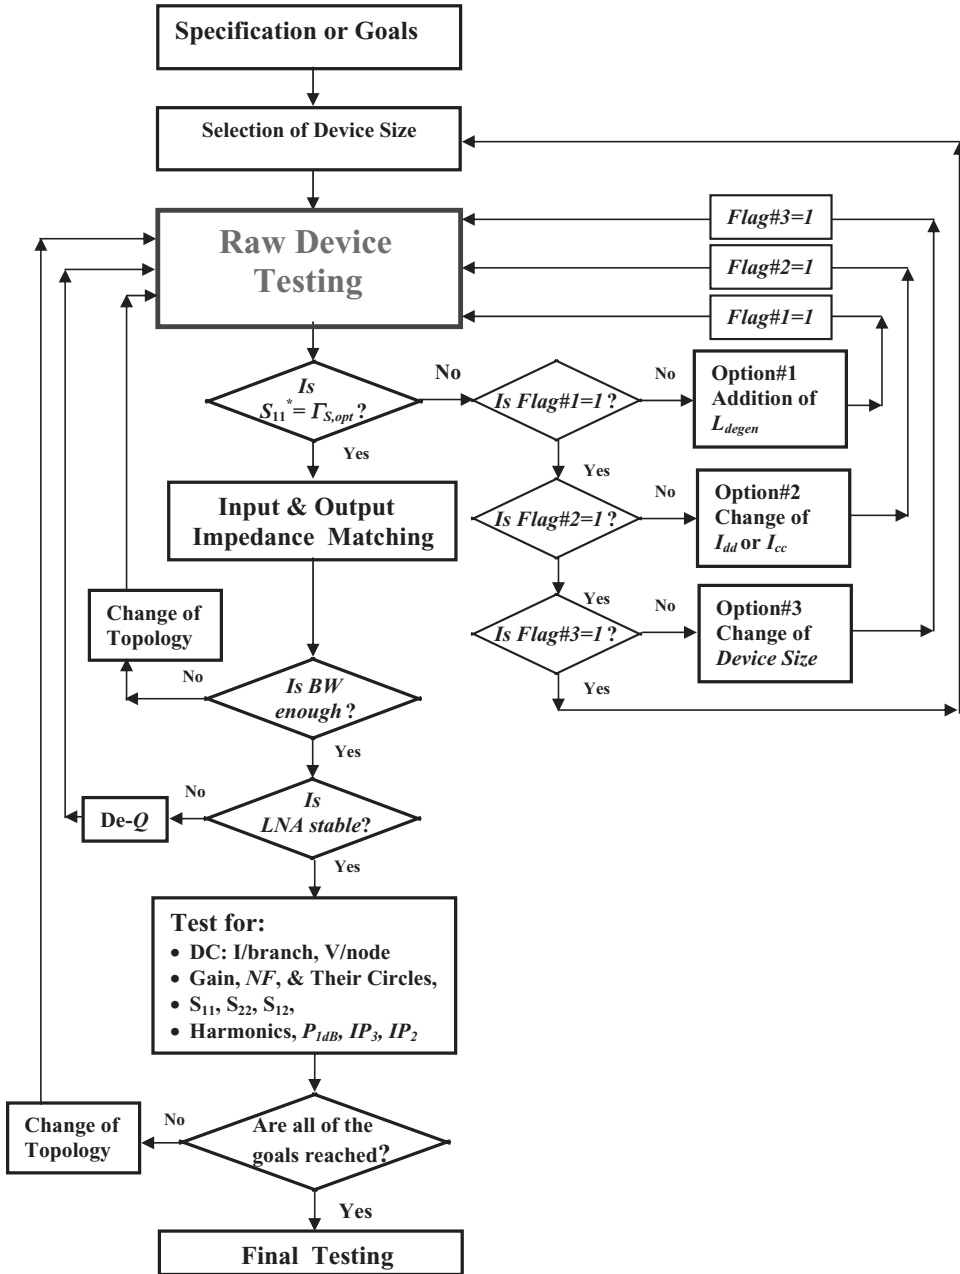 Specification or Goals
Selection of Device Size
Raw Device
Testing
Flag#3=1
Flag#2=1
Flag#1=1
Is
S11* = ΓS,opt ?
No
Yes
Is Flag#1=1 ?
No
Yes
Option#1
Addition of
Ldegen
Input & Output
Impedance Matching
Is Flag#2=1 ?
No
Yes
Option#2
Change of
Idd or Icc
Is Flag#3=1 ?
No
Yes
Option#3
Change of
Device Size
Change of
Topology
No
Is BW
enough ?
Yes
De-Q
No
Is
LNA stable?
Yes
Test for:
• DC: I/branch, V/node
• Gain, NF, & Their Circles,
• S11, S22, S12,
• Harmonics, P1dB, IP3, IP2
Change of
Topology
No
Are all of the
goals reached?
Yes
Final Testing